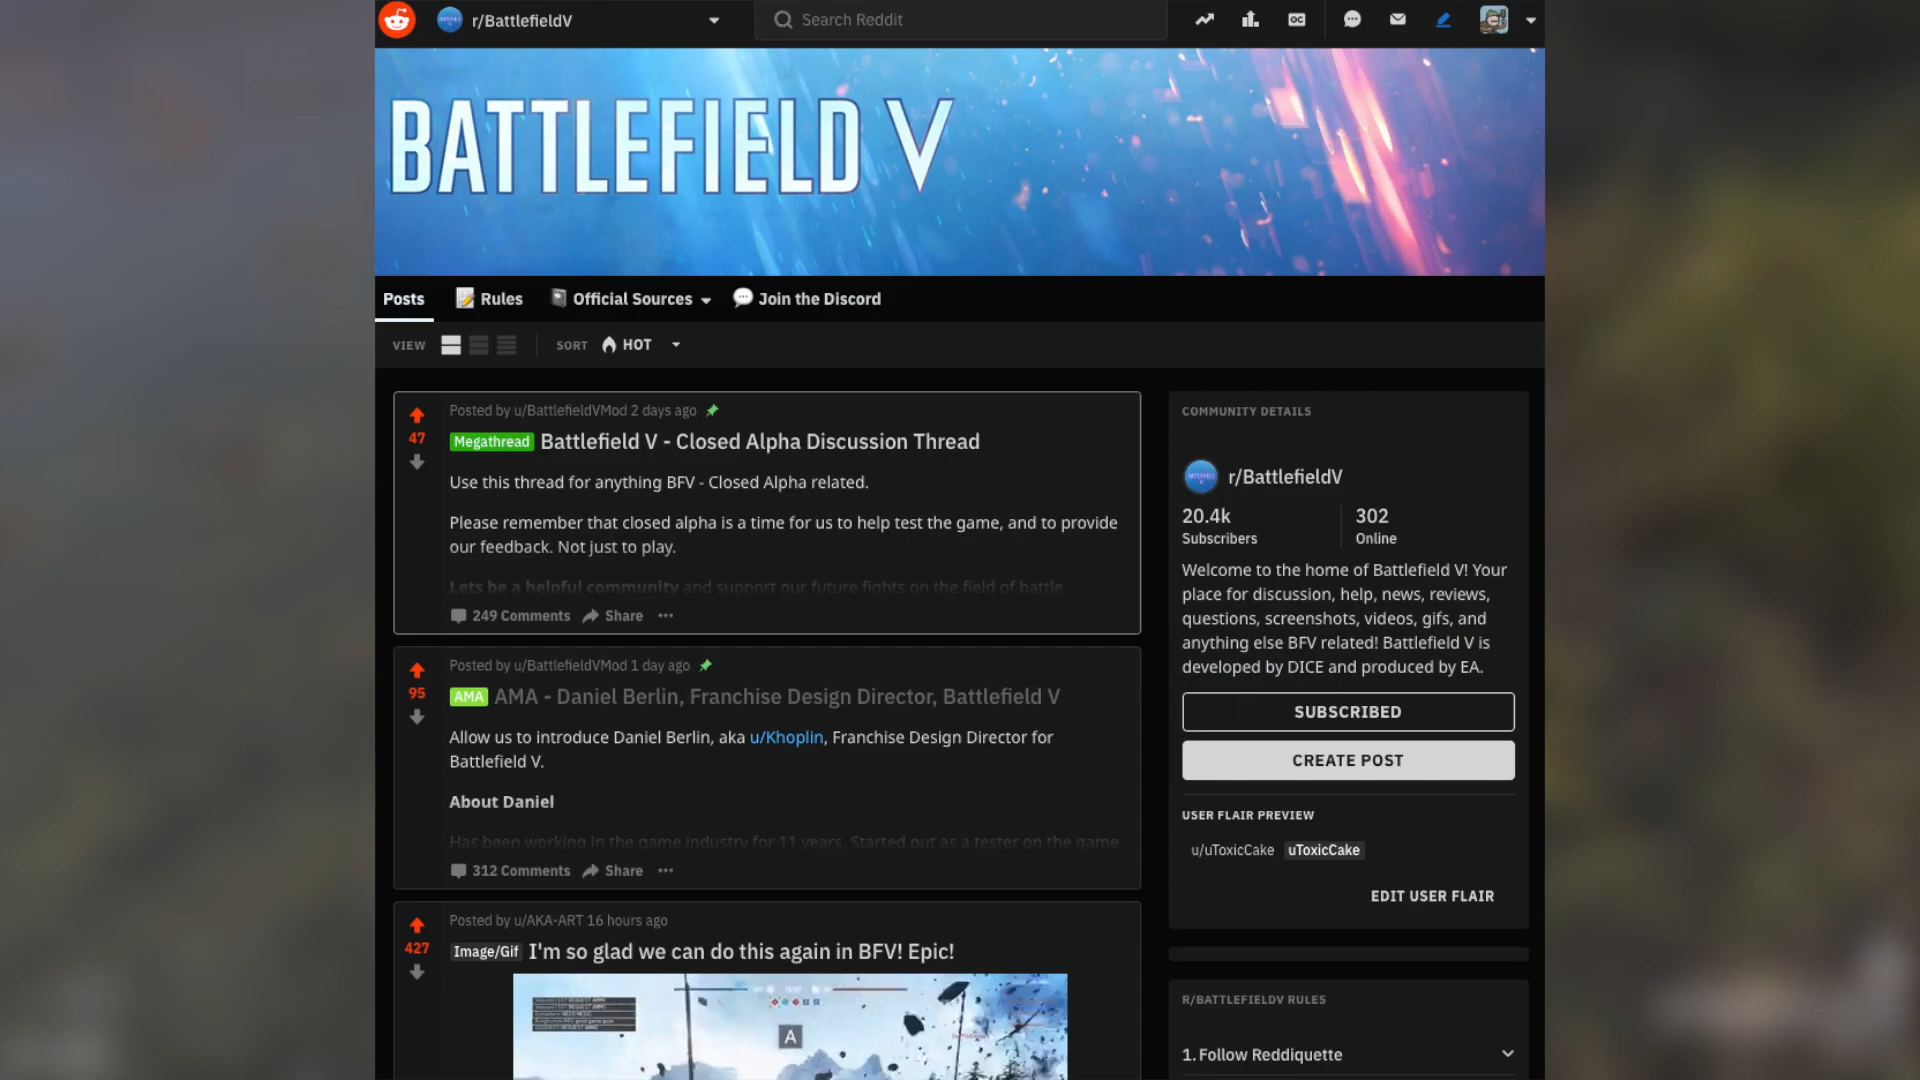 r/BattlefieldV
Search Reddit
OC
BATTLEFIELD V
Posts
Rules
Official Sources
Join the Discord
VIEW
SORT
HOT
Posted by u/BattlefieldVMod 2 days ago
47
Megathread Battlefield V - Closed Alpha Discussion Thread
Use this thread for anything BFV - Closed Alpha related.
Please remember that closed alpha is a time for us to help test the game, and to provide
our feedback. Not just to play.
Lets be a helpful community and support our future fights on the field of battle.
249 Comments
Share
Posted by u/BattlefieldVMod 1 day ago
95
AMA AMA - Daniel Berlin, Franchise Design Director, Battlefield V
Allow us to introduce Daniel Berlin, aka u/Khoplin, Franchise Design Director for
Battlefield V.
About Daniel
Has been working in the game industry for 11 years. Started out as a tester on the game
312 Comments
Share
Posted by u/AKA-ART 16 hours ago
427
Image/Gif I'm so glad we can do this again in BFV! Epic!
A
COMMUNITY DETAILS
r/BattlefieldV
20.4k
Subscribers
302
Online
Welcome to the home of Battlefield V! Your
place for discussion, help, news, reviews,
questions, screenshots, videos, gifs, and
anything else BFV related! Battlefield V is
developed by DICE and produced by EA.
SUBSCRIBED
CREATE POST
USER FLAIR PREVIEW
u/uToxicCake uToxicCake
EDIT USER FLAIR
R/BATTLEFIELDV RULES
1. Follow Reddiquette